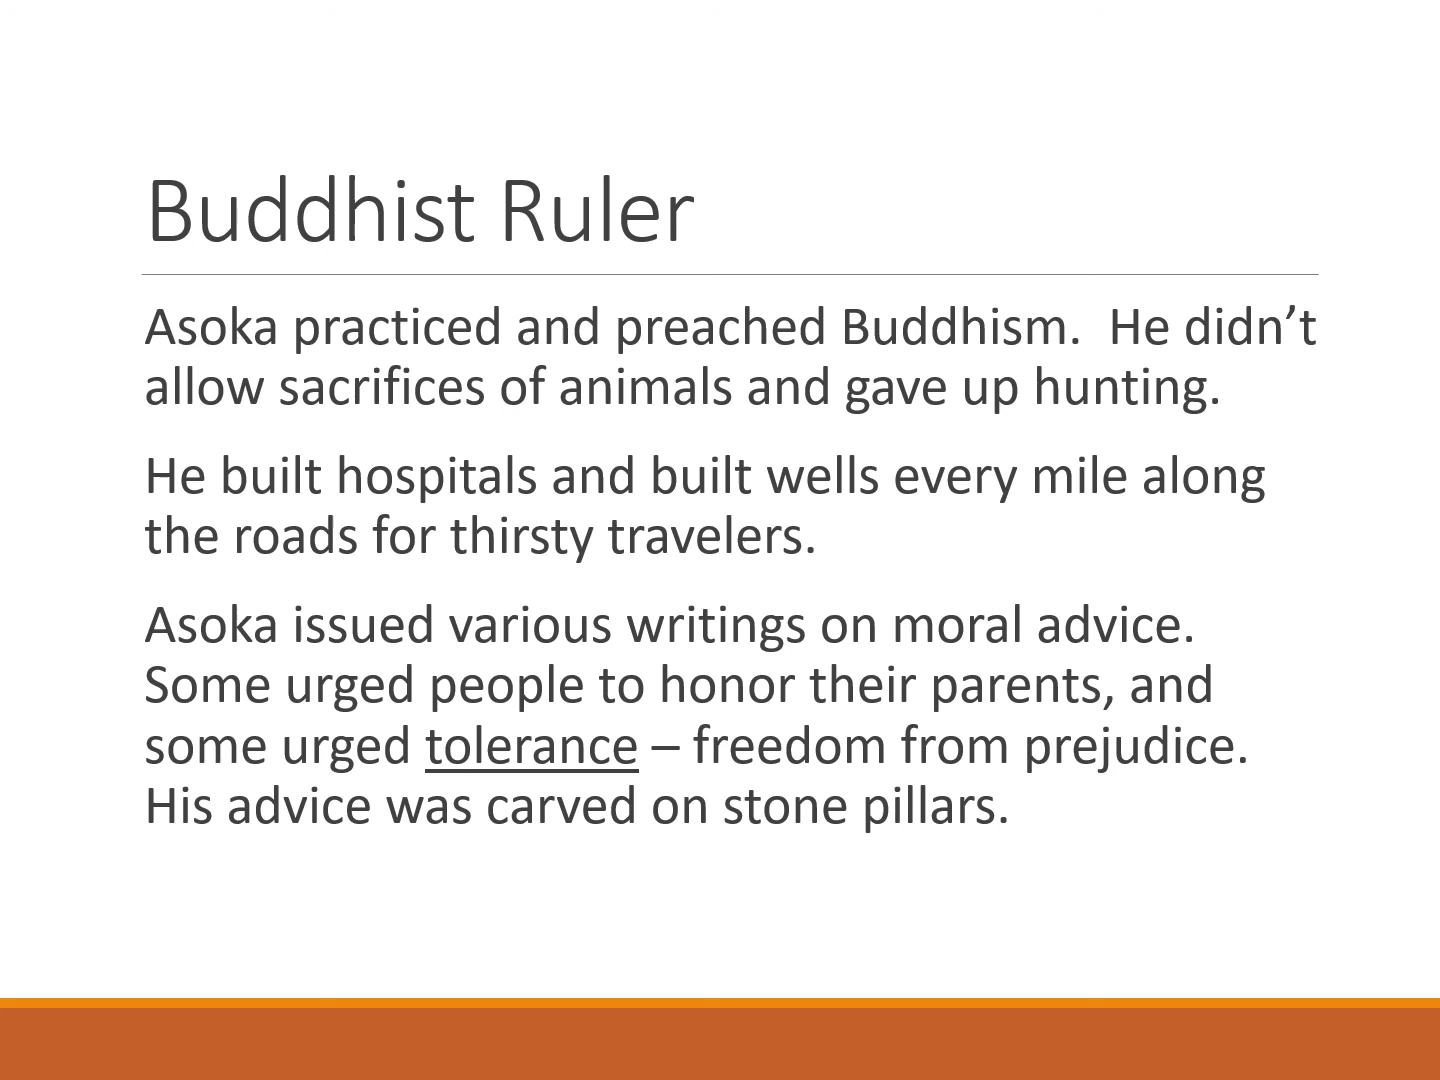 Buddhist Ruler
Asoka practiced and preached Buddhism.  He didn’t
allow sacrifices of animals and gave up hunting.
He built hospitals and built wells every mile along
the roads for thirsty travelers.
Asoka issued various writings on moral advice.
Some urged people to honor their parents, and
some urged tolerance – freedom from prejudice.
His advice was carved on stone pillars.